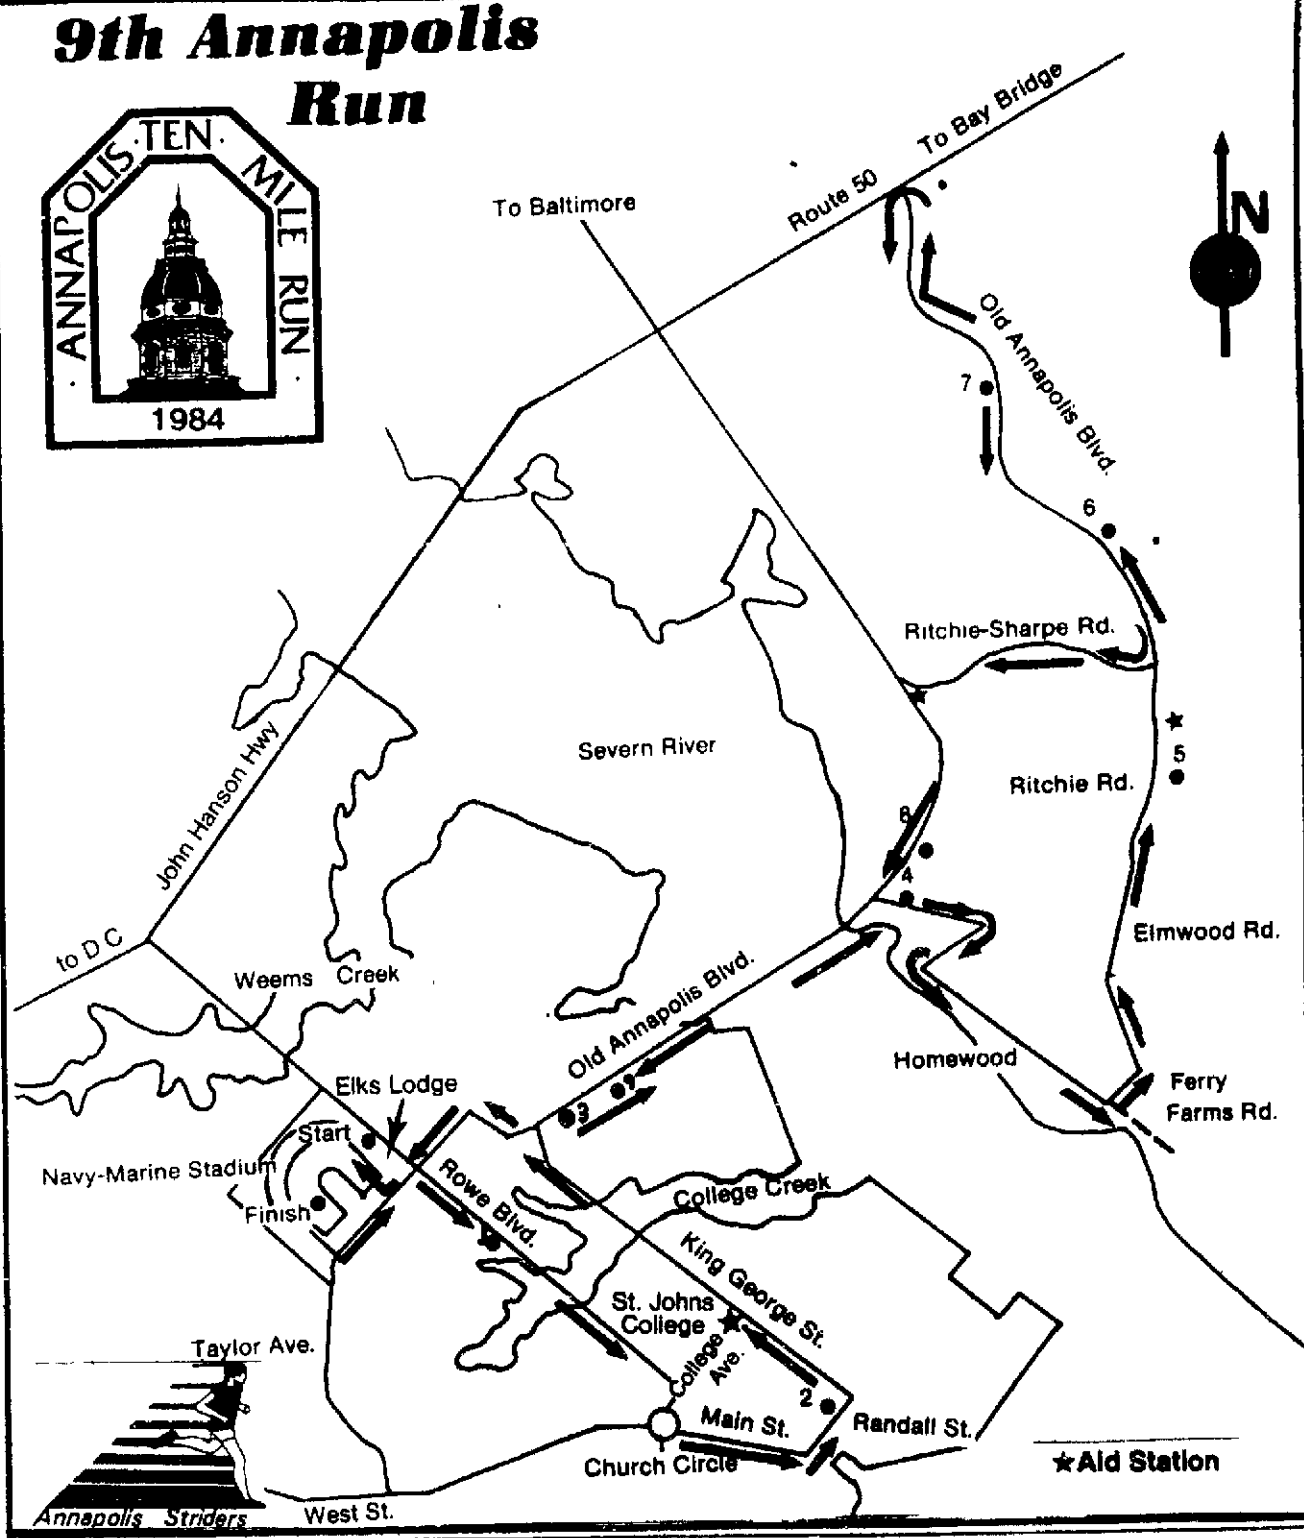 9th Annapolis
Run
· ANNAPOLIS · TEN · MILE RUN ·
1984
To Baltimore
Route 50
To Bay Bridge
N
Old Annapolis Blvd.
7
6
Ritchie-Sharpe Rd.
Severn River
5
Ritchie Rd.
John Hanson Hwy
8
4
to D C
Elmwood Rd.
Weems Creek
Old Annapolis Blvd.
Homewood
Elks Lodge
Ferry
Farms Rd.
3
Start
Navy-Marine Stadium
Finish
Rowe Blvd.
College Creek
King George St.
St. Johns
College
College
Ave.
Taylor Ave.
2
Main St.
Randall St.
Church Circle
★Aid Station
Annapolis Striders
West St.